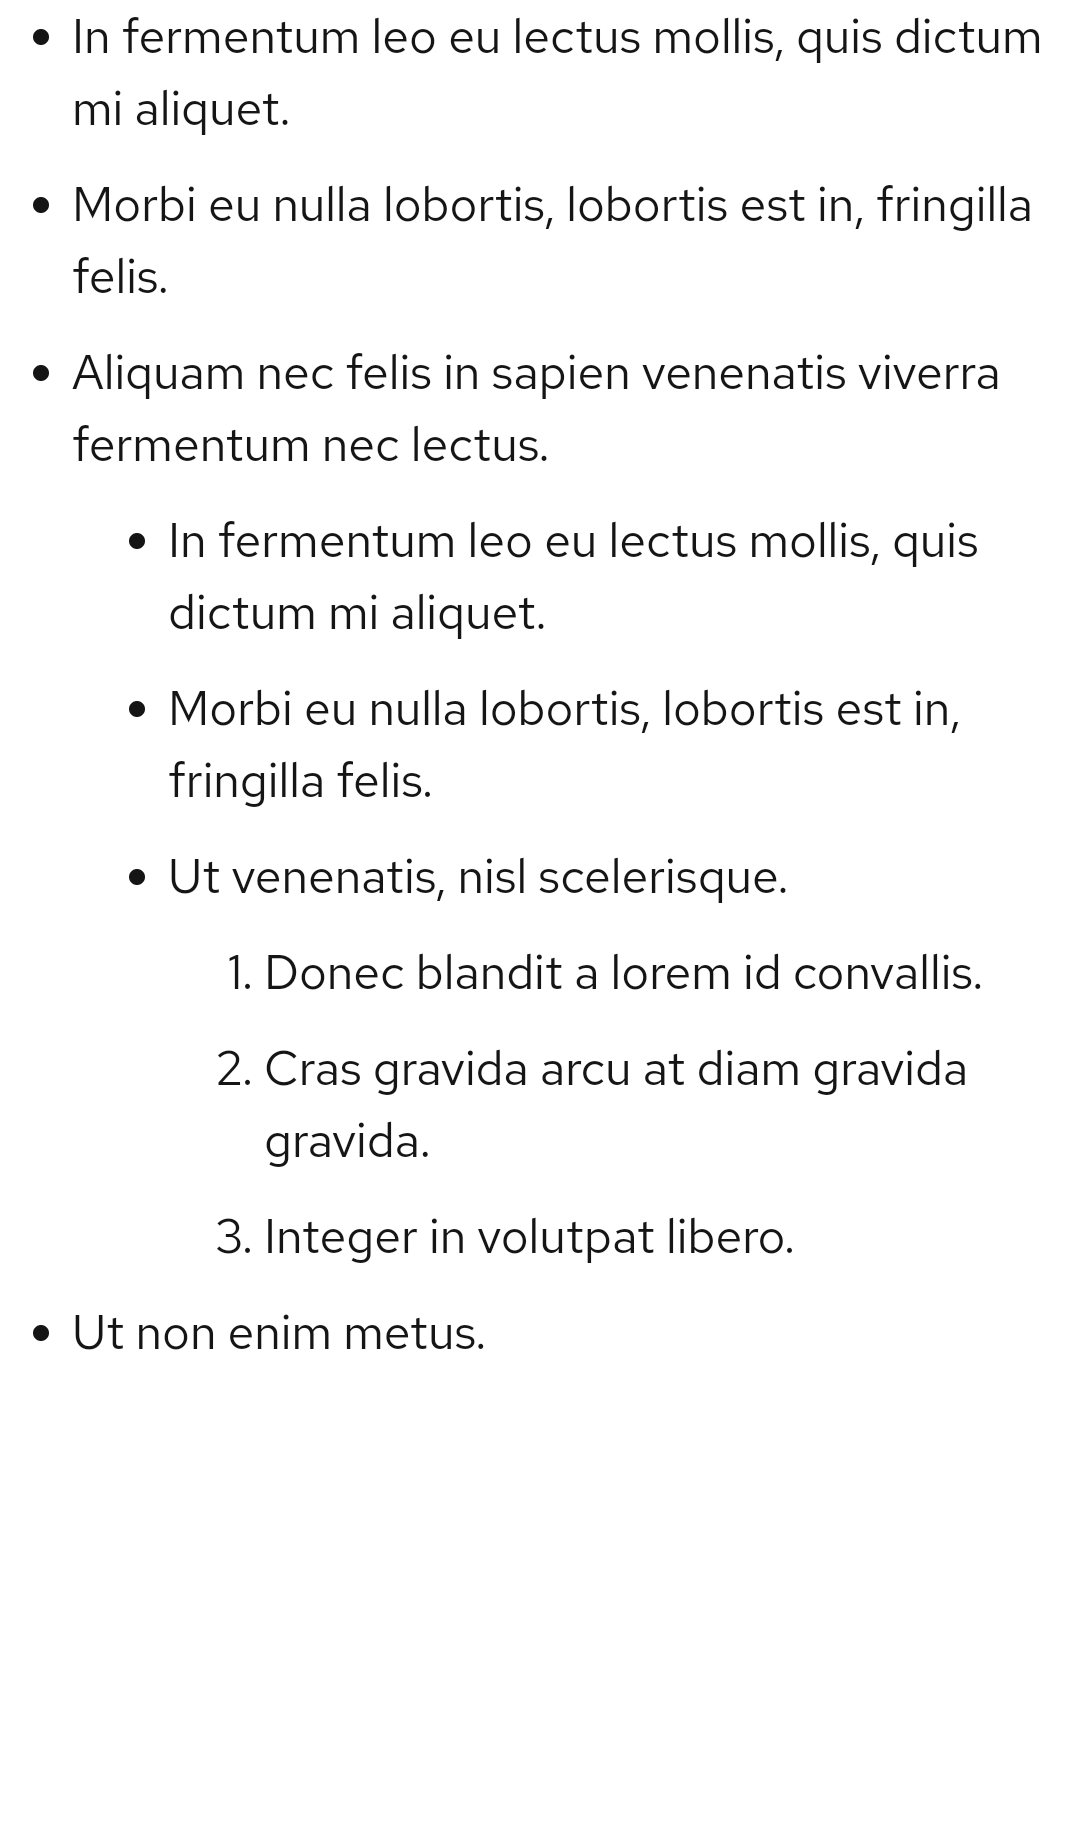 • In fermentum leo eu lectus mollis, quis dictum
mi aliquet.
• Morbi eu nulla lobortis, lobortis est in, fringilla
felis.
• Aliquam nec felis in sapien venenatis viverra
fermentum nec lectus.
• In fermentum leo eu lectus mollis, quis
dictum mi aliquet.
• Morbi eu nulla lobortis, lobortis est in,
fringilla felis.
• Ut venenatis, nisl scelerisque.
1. Donec blandit a lorem id convallis.
2. Cras gravida arcu at diam gravida
gravida.
3. Integer in volutpat libero.
• Ut non enim metus.